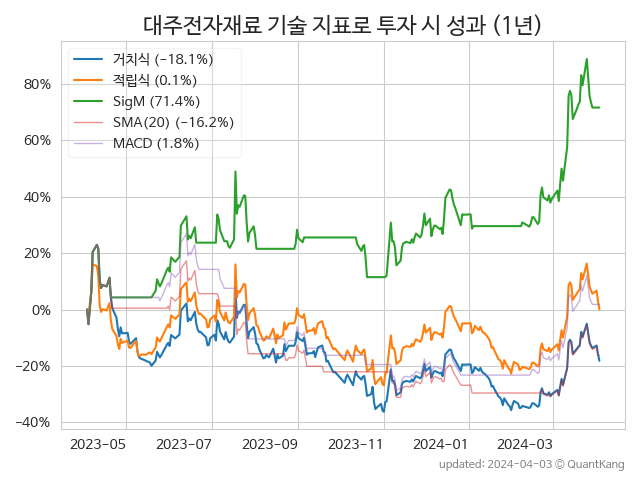 대주전자재료 기술 지표로 투자 시 성과 (1년)
거치식 (−18.1%)
적립식 (0.1%)
SigM (71.4%)
SMA(20) (−16.2%)
MACD (1.8%)
80%
60%
40%
20%
0%
−20%
−40%
2023-05 2023-07 2023-09 2023-11 2024-01 2024-03
updated: 2024-04-03 © QuantKang